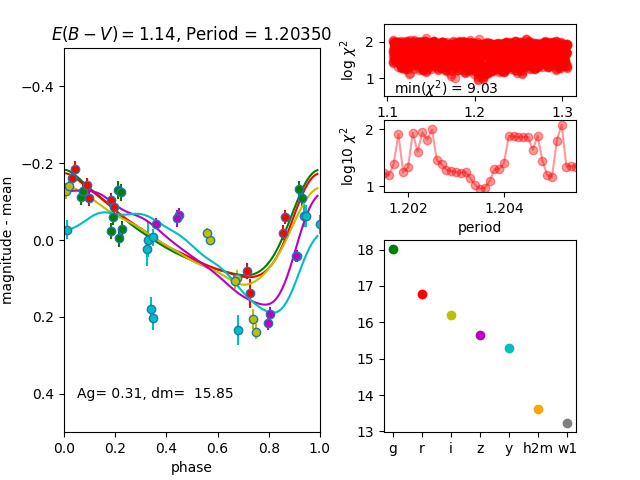 E(B − V) = 1.14, Period = 1.20350
−0.4
−0.2
0.0
0.2
0.4
magnitude - mean
Ag= 0.31, dm= 15.85
0.0 0.2 0.4 0.6 0.8 1.0
phase
2
1
log χ²
min(χ²) = 9.03
1.1 1.2 1.3
2
1
log10 χ²
1.202 1.204
period
18
17
16
15
14
13
g r i z y h2m w1